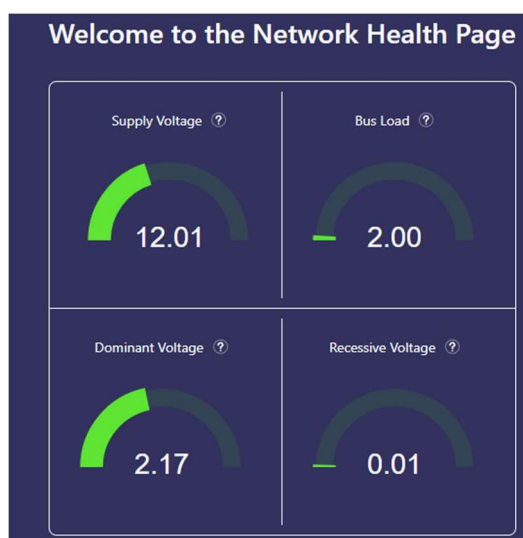 Welcome to the Network Health Page
Supply Voltage ?
12.01
Bus Load ?
2.00
Dominant Voltage ?
2.17
Recessive Voltage ?
0.01